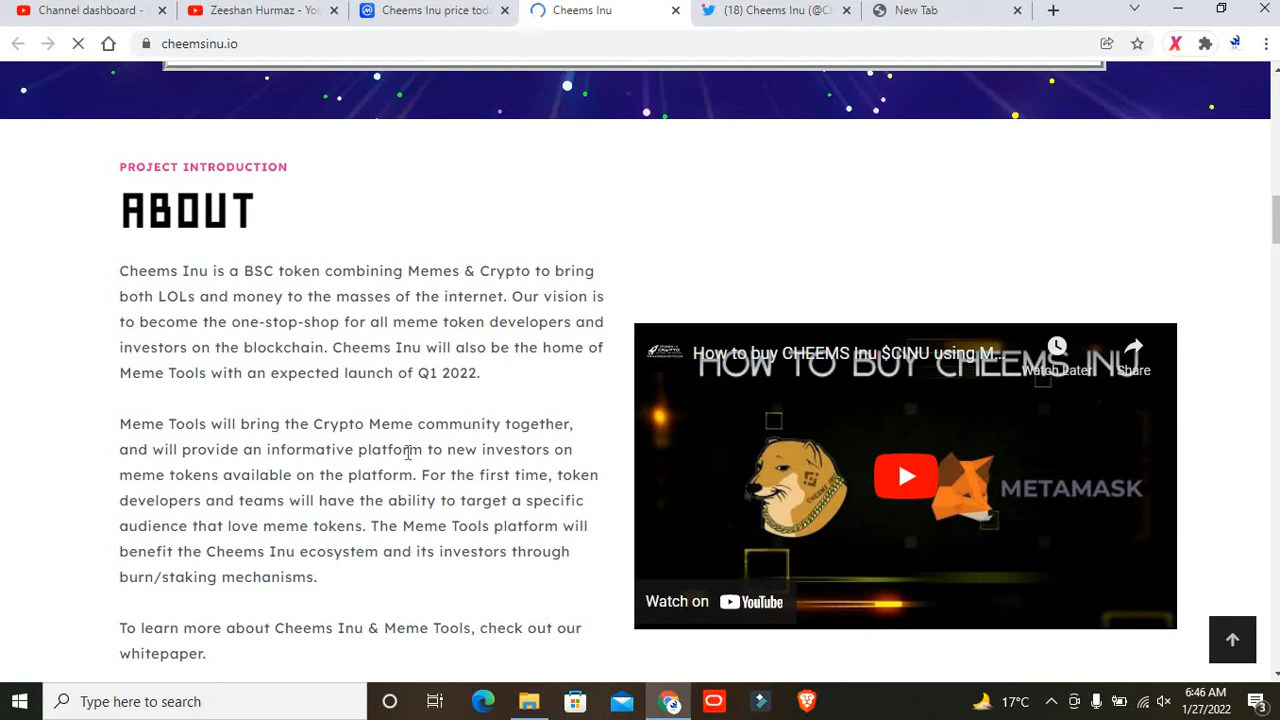 Channel dashboard -
Zeeshan Hurmaz - You
Cheems Inu price toda
Cheems Inu
(18) Cheems Inu (@Ch
New Tab
cheemsinu.io
PROJECT INTRODUCTION
ABOUT
Cheems Inu is a BSC token combining Memes & Crypto to bring
both LOLs and money to the masses of the internet. Our vision is
to become the one-stop-shop for all meme token developers and
investors on the blockchain. Cheems Inu will also be the home of
Meme Tools with an expected launch of Q1 2022.
Meme Tools will bring the Crypto Meme community together,
and will provide an informative platform to new investors on
meme tokens available on the platform. For the first time, token
developers and teams will have the ability to target a specific
audience that love meme tokens. The Meme Tools platform will
benefit the Cheems Inu ecosystem and its investors through
burn/staking mechanisms.
To learn more about Cheems Inu & Meme Tools, check out our
whitepaper.
How to buy CHEEMS Inu $CINU using M...
Watch Later
Share
HOW TO BUY CHEEMS INU
METAMASK
Watch on YouTube
Type here to search
17°C
6:46 AM
1/27/2022
3